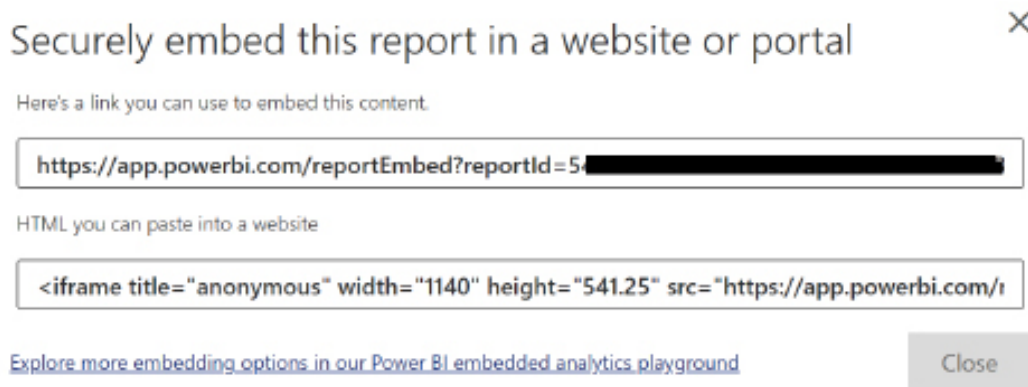 Securely embed this report in a website or portal
Here's a link you can use to embed this content.
https://app.powerbi.com/reportEmbed?reportId=5
HTML you can paste into a website
<iframe title="anonymous" width="1140" height="541.25" src="https://app.powerbi.com/
Explore more embedding options in our Power BI embedded analytics playground
Close